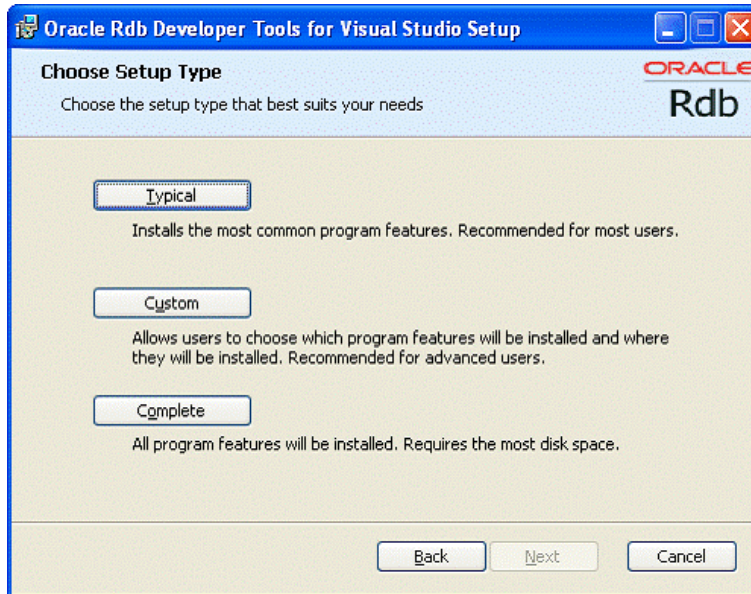 Oracle Rdb Developer Tools for Visual Studio Setup
Choose Setup Type
Choose the setup type that best suits your needs
ORACLE
Rdb
Typical
Installs the most common program features. Recommended for most users.
Custom
Allows users to choose which program features will be installed and where
they will be installed. Recommended for advanced users.
Complete
All program features will be installed. Requires the most disk space.
Back
Next
Cancel